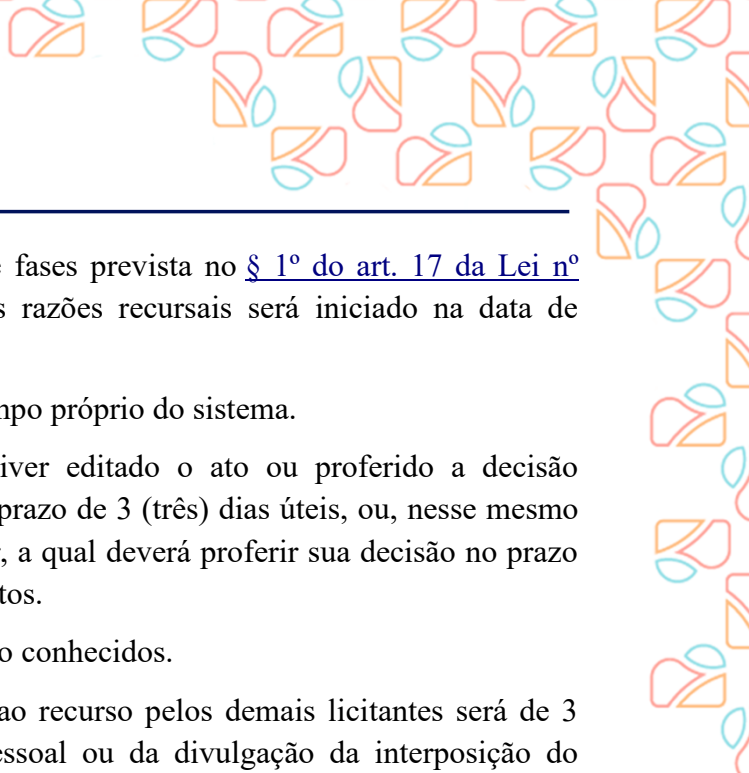 fases prevista no § 1º do art. 17 da Lei nº
razões recursais será iniciado na data de
próprio do sistema.
editado o ato ou proferido a decisão
prazo de 3 (três) dias úteis, ou, nesse mesmo
, a qual deverá proferir sua decisão no prazo
tos.
o conhecidos.
ao recurso pelos demais licitantes será de 3
essoal ou da divulgação da interposição do